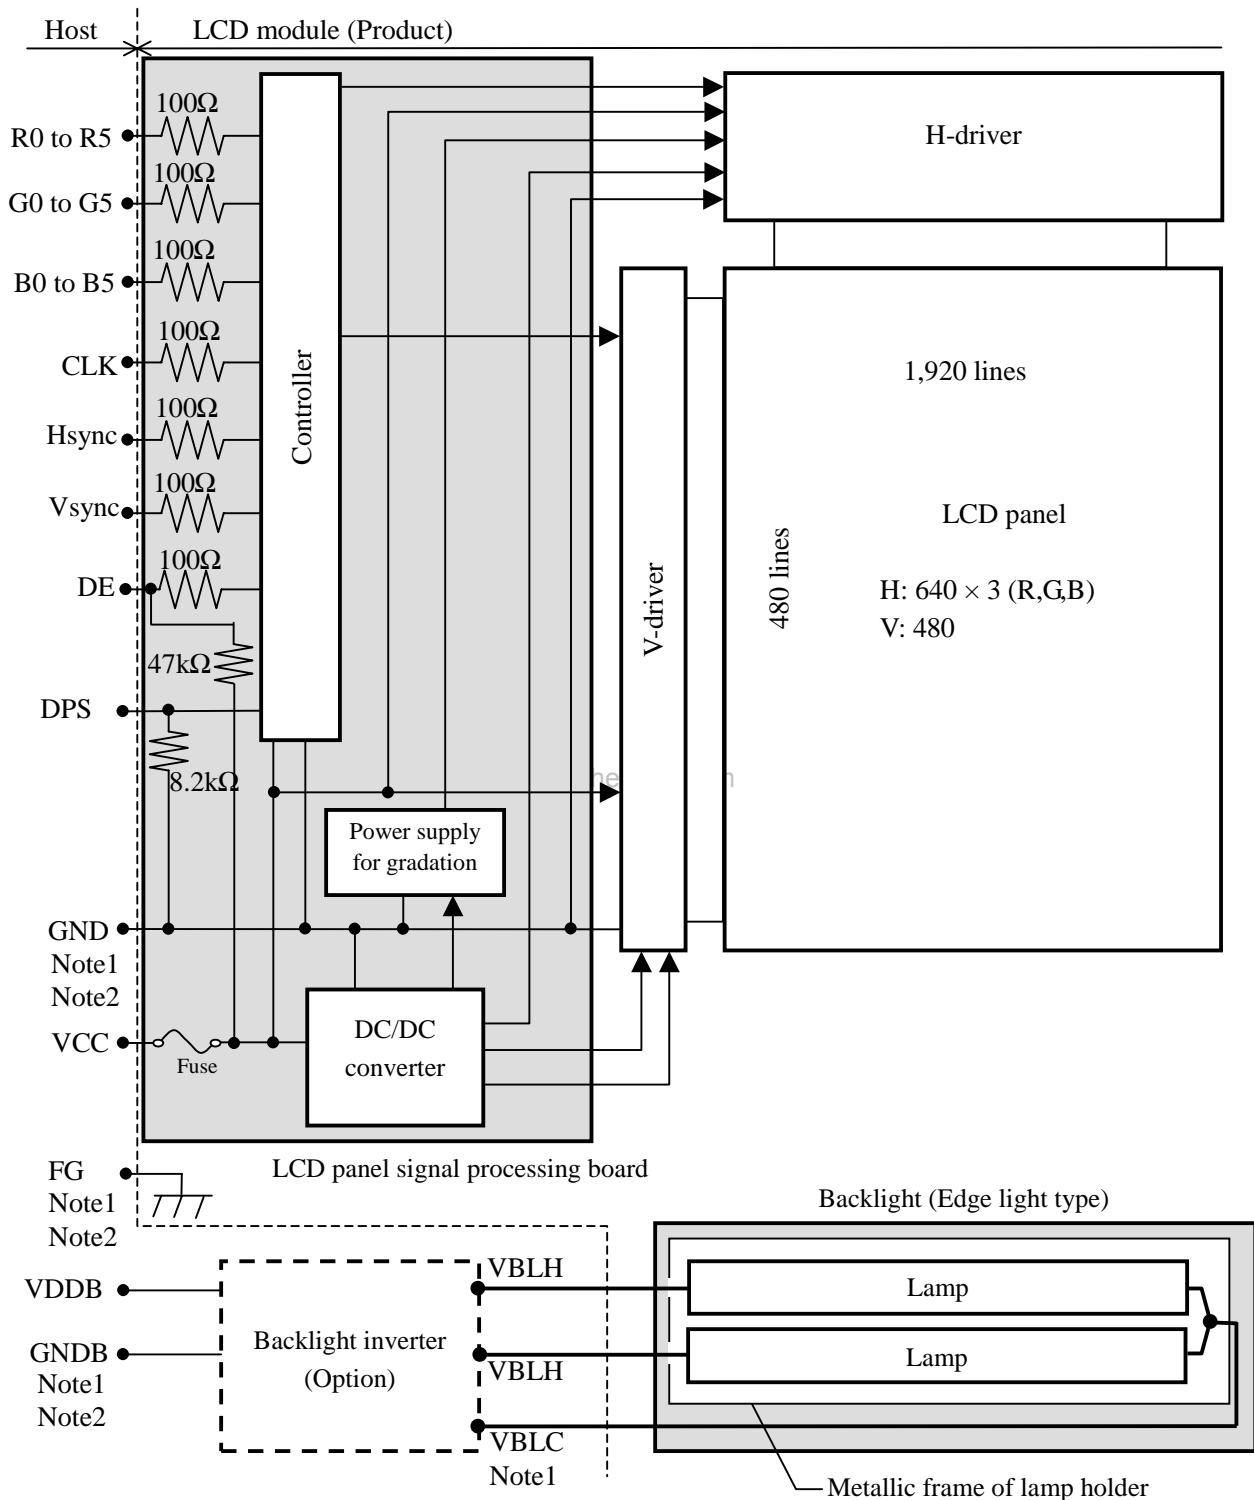 Host
LCD module (Product)
100Ω
R0 to R5
100Ω
G0 to G5
100Ω
B0 to B5
100Ω
CLK
100Ω
Hsync
100Ω
Vsync
100Ω
DE
47kΩ
DPS
8.2kΩ
Controller
H-driver
V-driver
1,920 lines
480 lines
LCD panel
H: 640 × 3 (R,G,B)
V: 480
Power supply
for gradation
GND
Note1
Note2
VCC
Fuse
DC/DC
converter
LCD panel signal processing board
FG
Note1
Note2
Backlight (Edge light type)
VDDB
GNDB
Note1
Note2
Backlight inverter
(Option)
VBLH
VBLH
VBLC
Note1
Lamp
Lamp
Metallic frame of lamp holder